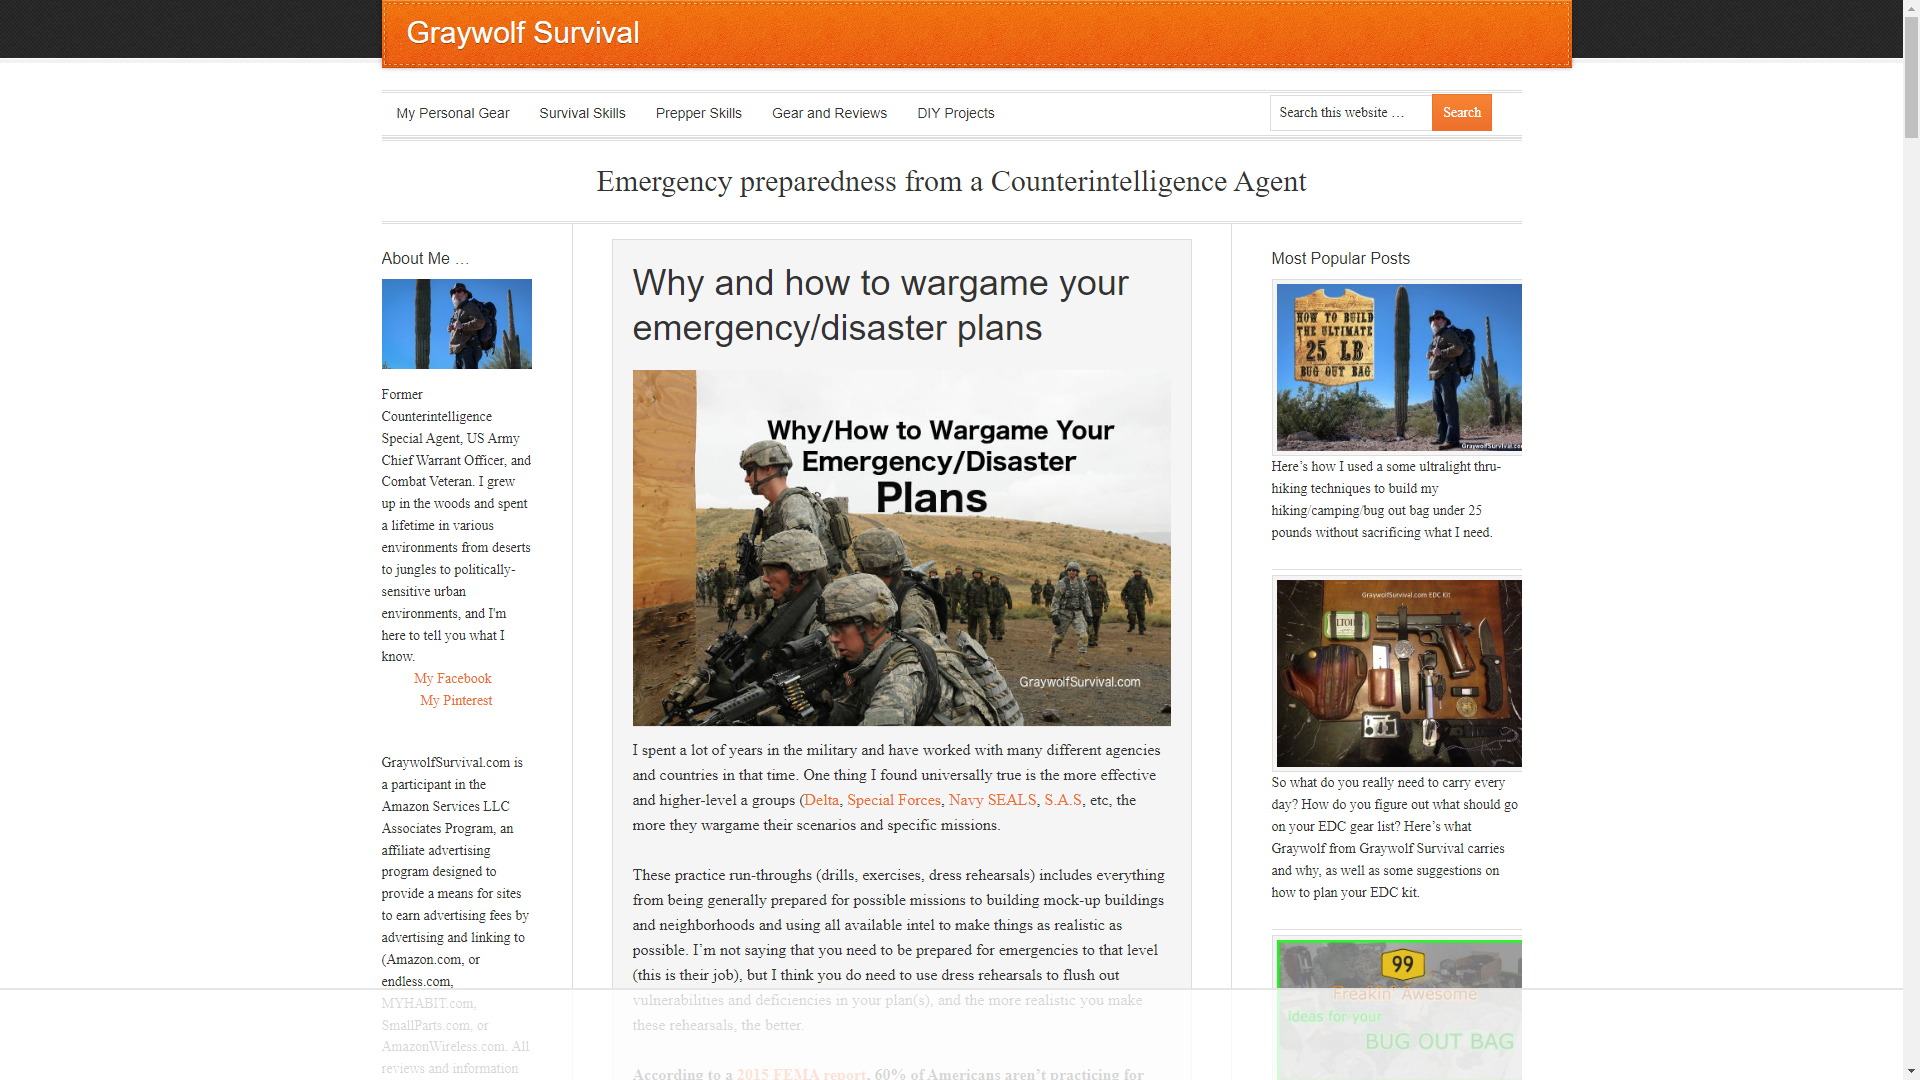 Graywolf Survival
My Personal Gear
Survival Skills
Prepper Skills
Gear and Reviews
DIY Projects
Search this website …
Search
Emergency preparedness from a Counterintelligence Agent
About Me …
Former
Counterintelligence
Special Agent, US Army
Chief Warrant Officer, and
Combat Veteran. I grew
up in the woods and spent
a lifetime in various
environments from deserts
to jungles to politically-
sensitive urban
environments, and I'm
here to tell you what I
know.
My Facebook
My Pinterest
GraywolfSurvival.com is
a participant in the
Amazon Services LLC
Associates Program, an
affiliate advertising
program designed to
provide a means for sites
to earn advertising fees by
advertising and linking to
(Amazon.com, or
endless.com,
MYHABIT.com,
SmallParts.com, or
AmazonWireless.com. All
reviews and information
Why and how to wargame your
emergency/disaster plans
Why/How to Wargame Your
Emergency/Disaster
Plans
GraywolfSurvival.com
I spent a lot of years in the military and have worked with many different agencies
and countries in that time. One thing I found universally true is the more effective
and higher-level a groups (Delta, Special Forces, Navy SEALS, S.A.S, etc, the
more they wargame their scenarios and specific missions.
These practice run-throughs (drills, exercises, dress rehearsals) includes everything
from being generally prepared for possible missions to building mock-up buildings
and neighborhoods and using all available intel to make things as realistic as
possible. I’m not saying that you need to be prepared for emergencies to that level
(this is their job), but I think you do need to use dress rehearsals to flush out
vulnerabilities and deficiencies in your plan(s), and the more realistic you make
these rehearsals, the better.
According to a 2015 FEMA report, 60% of Americans aren’t practicing for
Most Popular Posts
HOW TO BUILD
THE ULTIMATE
25 LB
BUG OUT BAG
GraywolfSurvival.co
Here’s how I used a some ultralight thru-
hiking techniques to build my
hiking/camping/bug out bag under 25
pounds without sacrificing what I need.
GraywolfSurvival.com EDC Kit
So what do you really need to carry every
day? How do you figure out what should go
on your EDC gear list? Here’s what
Graywolf from Graywolf Survival carries
and why, as well as some suggestions on
how to plan your EDC kit.
99
Freakin' Awesome
ideas for your
BUG OUT BAG